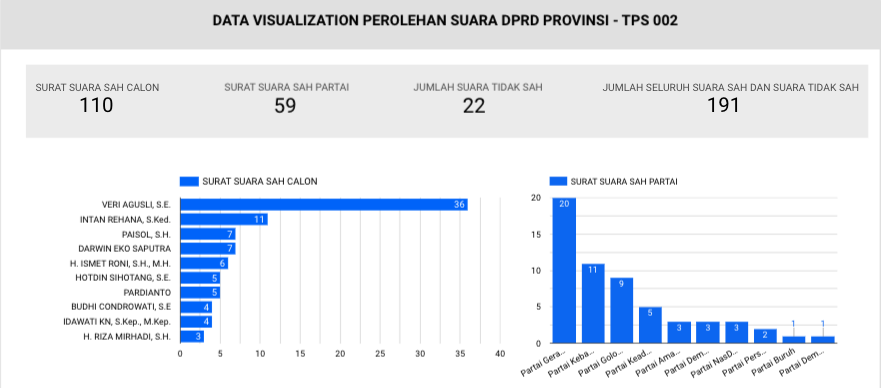 DATA VISUALIZATION PEROLEHAN SUARA DPRD PROVINSI - TPS 002
SURAT SUARA SAH CALON
110
SURAT SUARA SAH PARTAI
59
JUMLAH SUARA TIDAK SAH
22
JUMLAH SELURUH SUARA SAH DAN SUARA TIDAK SAH
191
SURAT SUARA SAH CALON
VERI AGUSLI, S.E. 36
INTAN REHANA, S.Ked. 11
PAISOL, S.H. 7
DARWIN EKO SAPUTRA 7
H. ISMET RONI, S.H., M.H. 6
HOTDIN SIHOTANG, S.E. 5
PARDIANTO 5
BUDHI CONDROWATI, S.E 4
IDAWATI KN, S.Kep., M.Kep. 4
H. RIZA MIRHADI, S.H. 3
0 5 10 15 20 25 30 35 40
SURAT SUARA SAH PARTAI
20
15
10
5
0
20 11 9 5 3 3 3 2 1 1
Partai Gera...
Partai Keba...
Partai Golo...
Partai Kead...
Partai Ama...
Partai Dem...
Partai NasD...
Partai Pers...
Partai Buruh
Partai Dem...